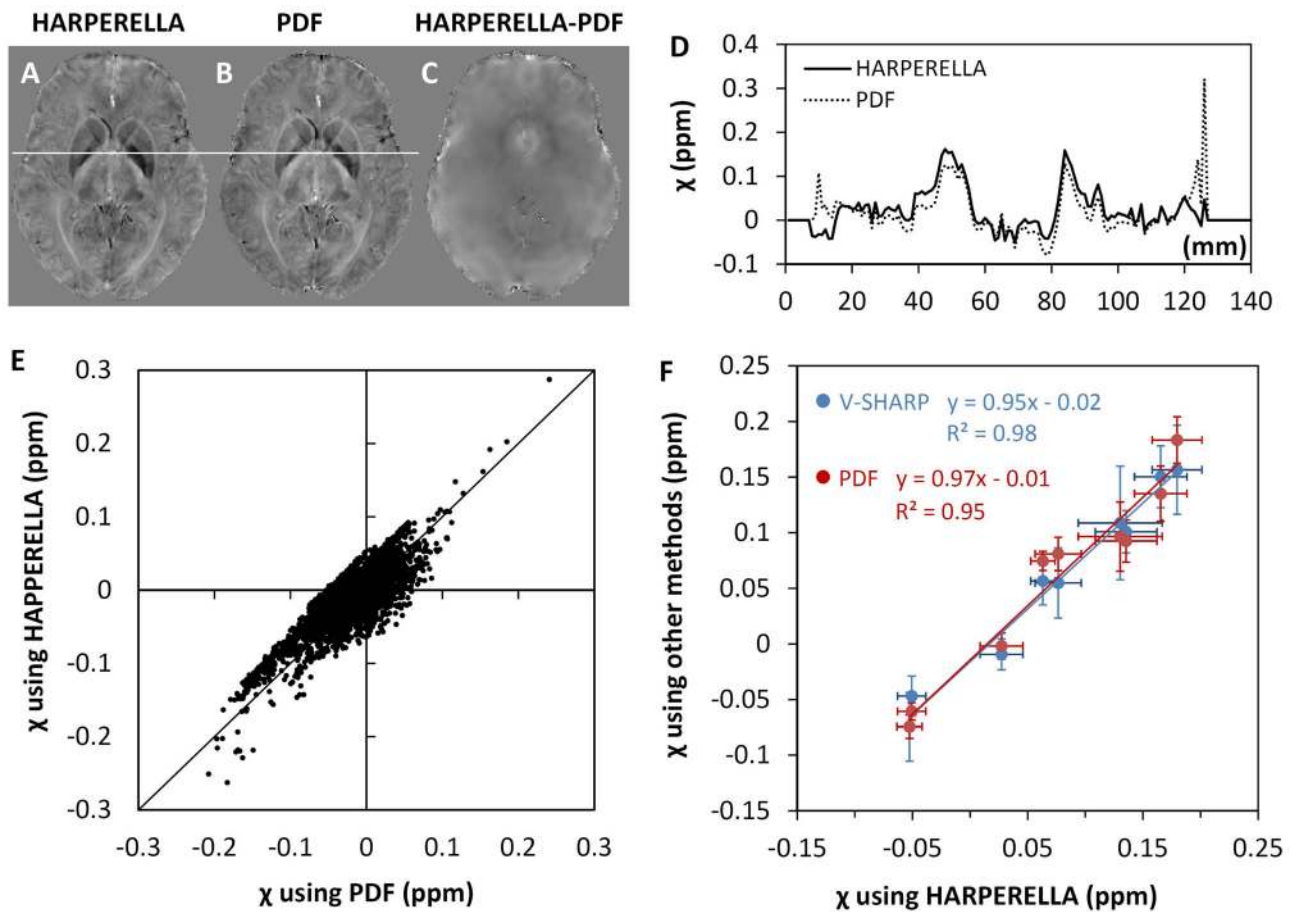 HARPERELLA PDF HARPERELLA-PDF
A B C
D
0.4
0.3
0.2
0.1
0
-0.1
χ (ppm)
HARPERELLA
PDF
(mm)
0 20 40 60 80 100 120 140
E
0.3
0.2
0.1
0
-0.1
-0.2
-0.3
χ using HAPPERELLA (ppm)
-0.3 -0.2 -0.1 0 0.1 0.2 0.3
χ using PDF (ppm)
F
0.25
0.2
0.15
0.1
0.05
0
-0.05
-0.1
-0.15
χ using other methods (ppm)
V-SHARP y = 0.95x - 0.02
R² = 0.98
PDF y = 0.97x - 0.01
R² = 0.95
-0.15 -0.05 0.05 0.15 0.25
χ using HARPERELLA (ppm)